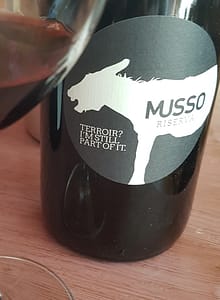 MUSSO
RISERVA
TERROIR?
I'M STILL
PART OF IT.